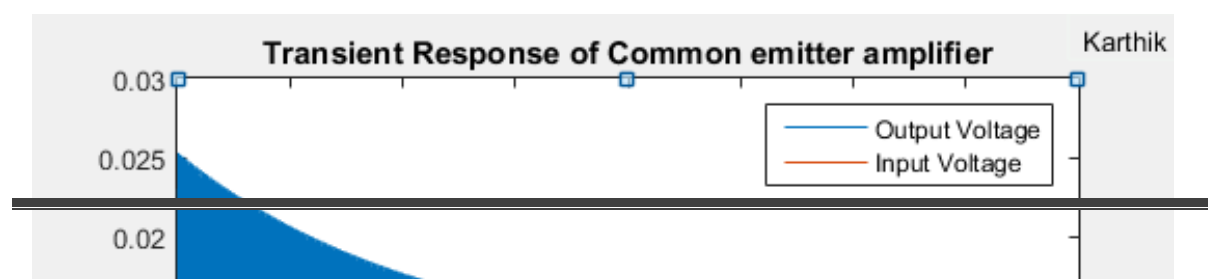 Transient Response of Common emitter amplifier
Karthik
0.03
Output Voltage
Input Voltage
0.025
0.02